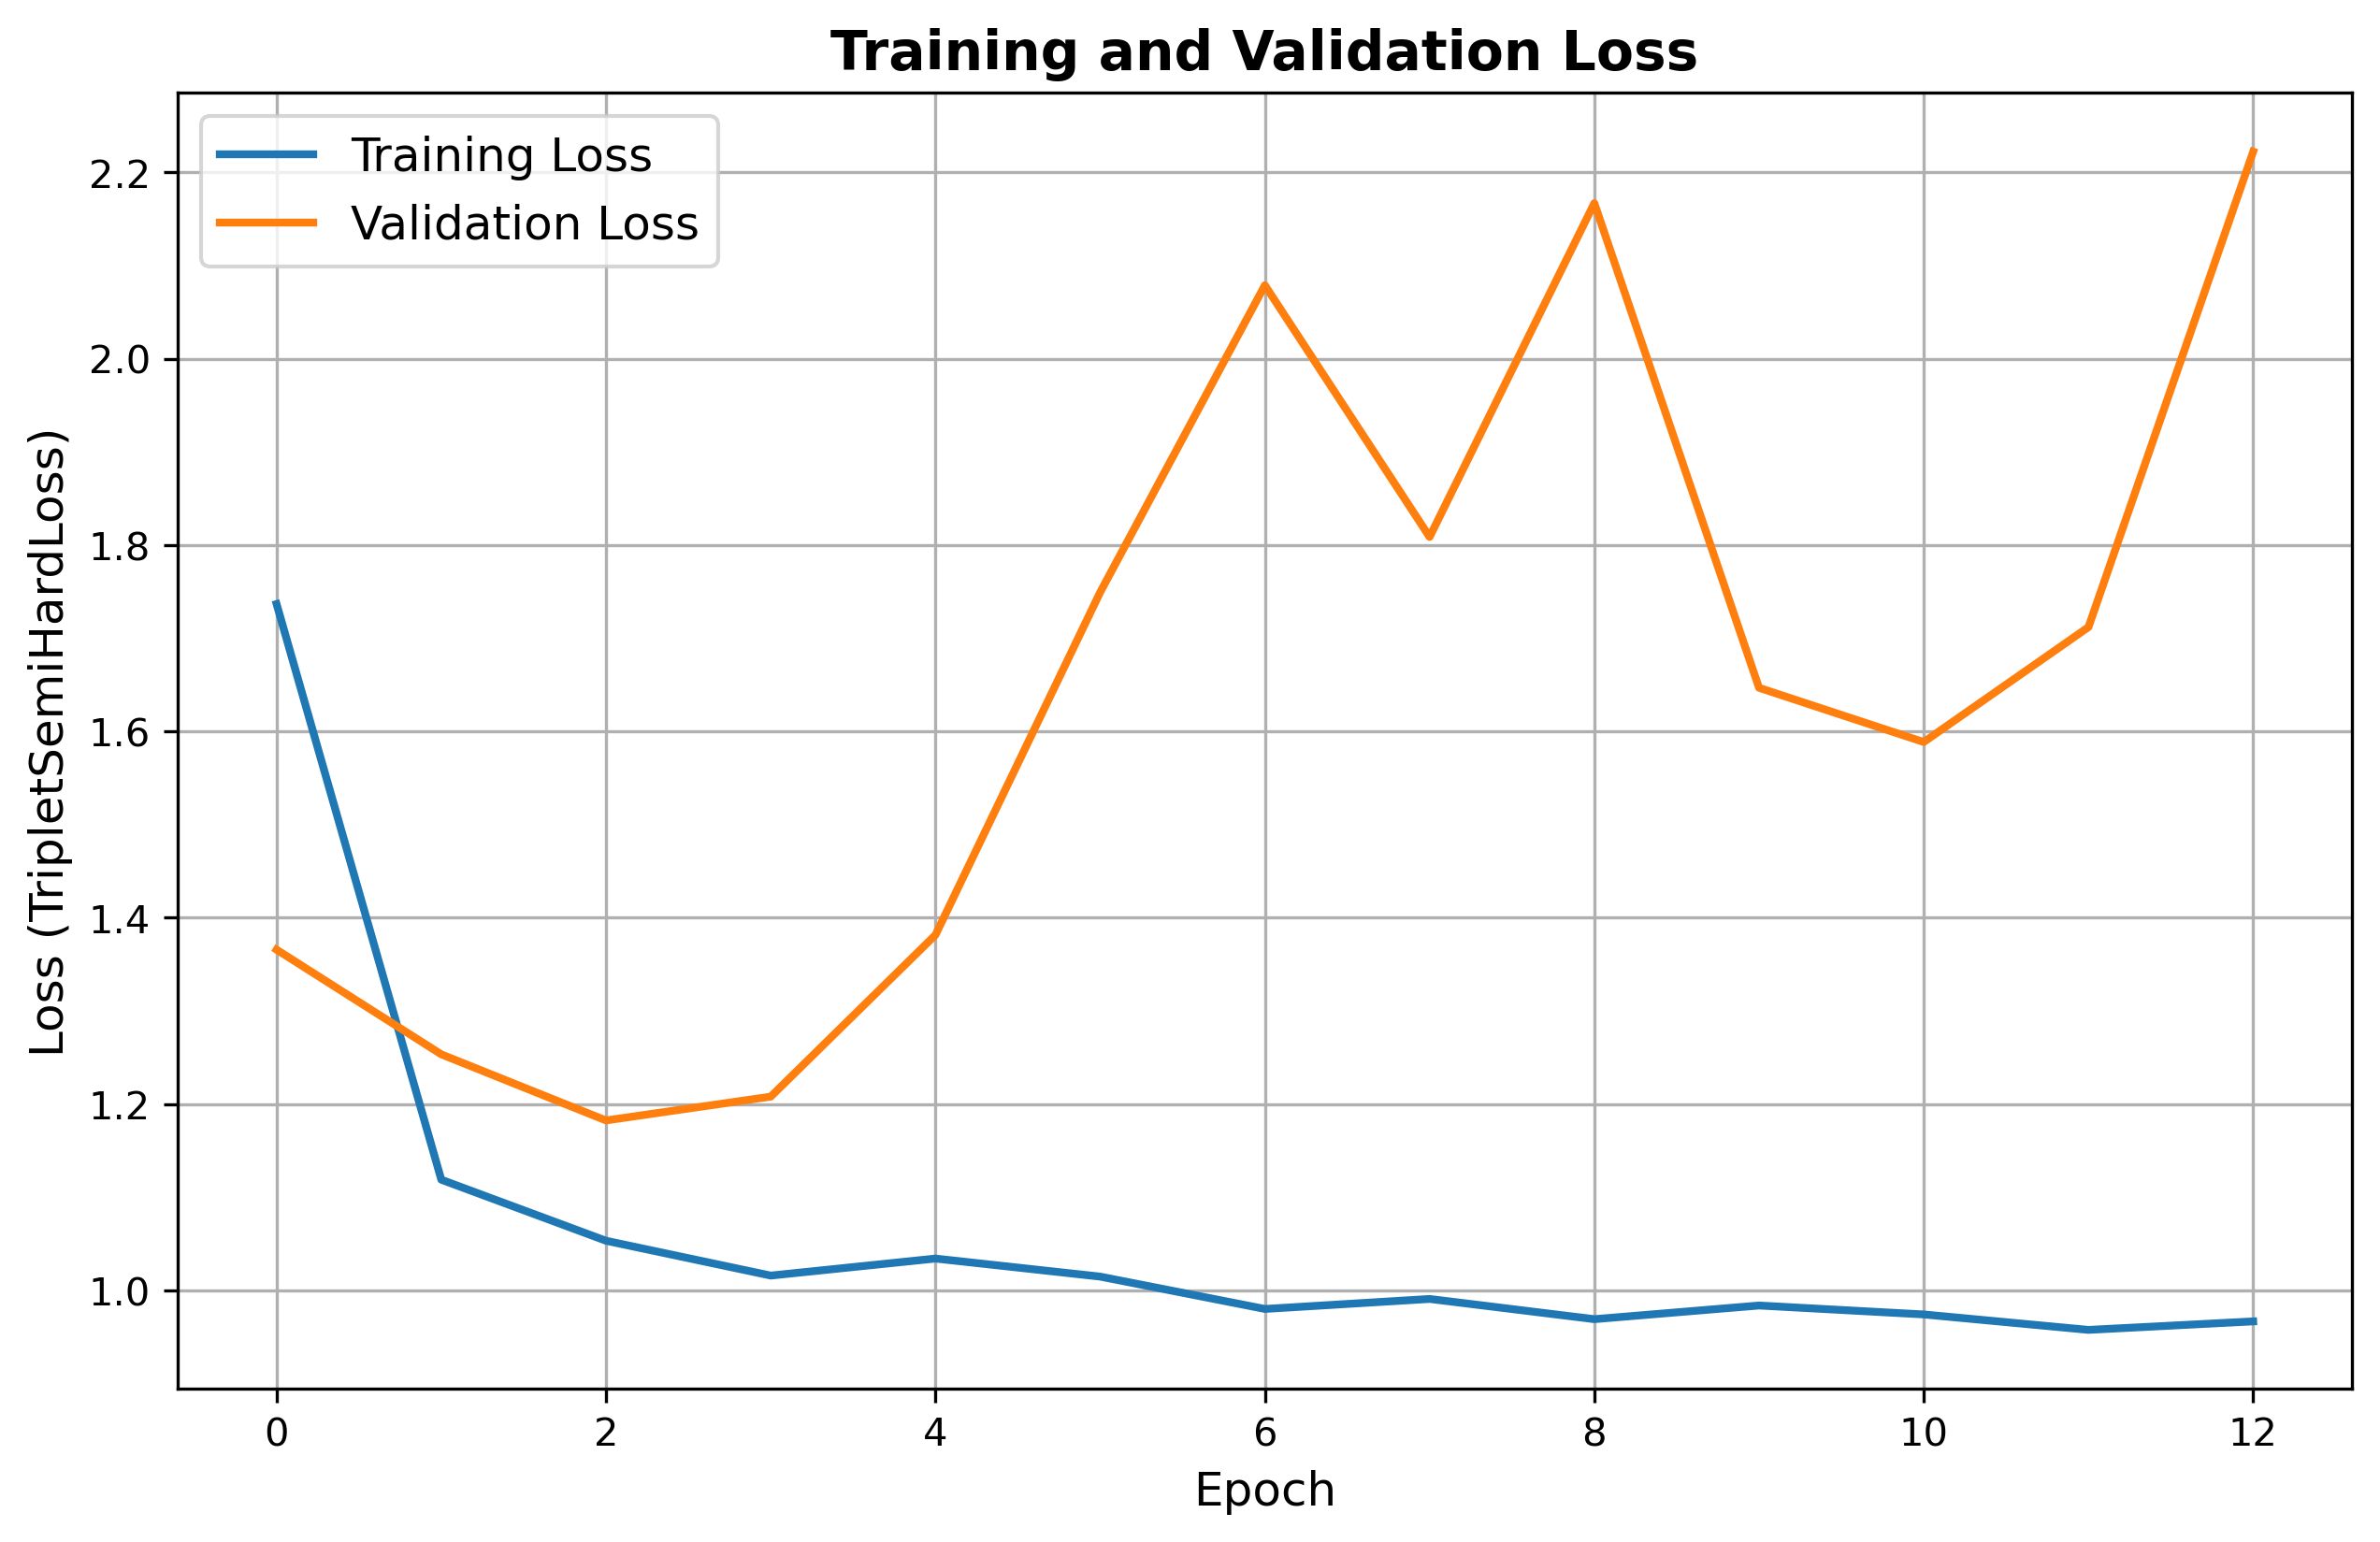 Training and Validation Loss
Training Loss
Validation Loss
Loss (TripletSemiHardLoss)
2.2
2.0
1.8
1.6
1.4
1.2
1.0
0 2 4 6 8 10 12
Epoch